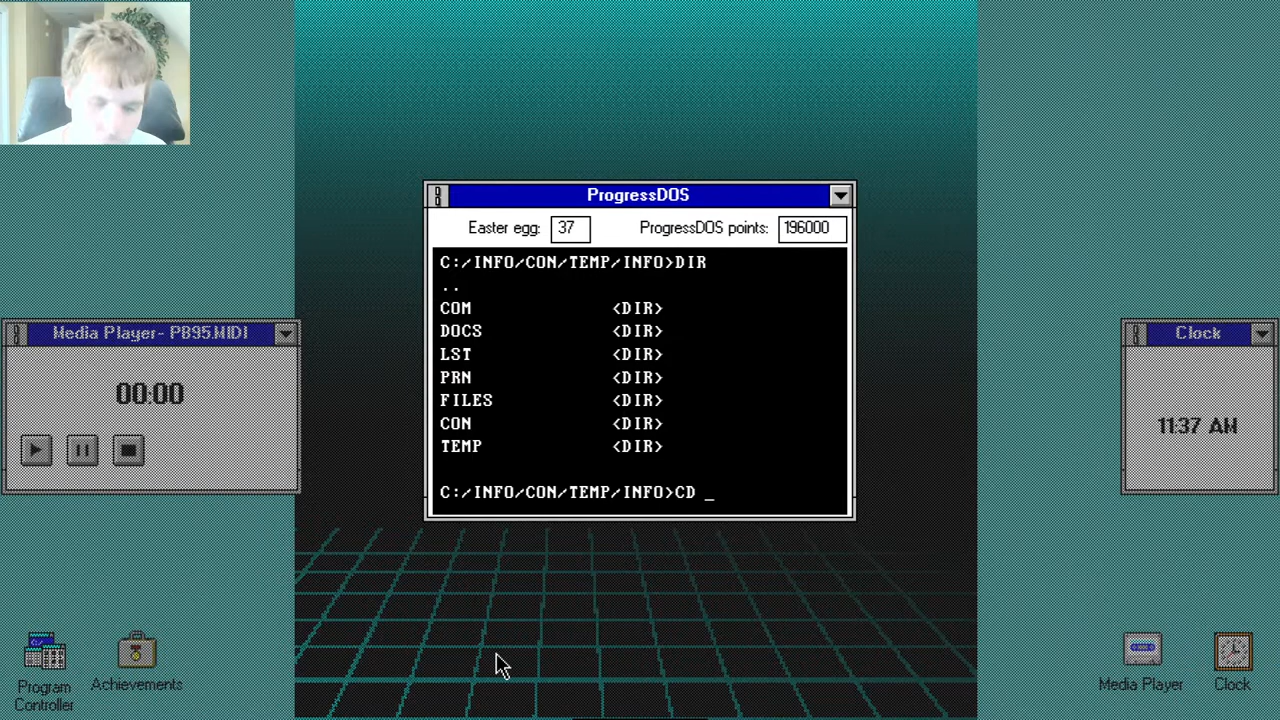 ProgressDOS
Easter egg: 37 ProgressDOS points: 196000
C:/INFO/CON/TEMP/INFO>DIR
..
COM <DIR>
DOCS <DIR>
LST <DIR>
PRN <DIR>
FILES <DIR>
CON <DIR>
TEMP <DIR>
C:/INFO/CON/TEMP/INFO>CD _
Media Player- PB95.MIDI
00:00
Clock
11:37 AM
Program
Controller
Achievements
Media Player
Clock